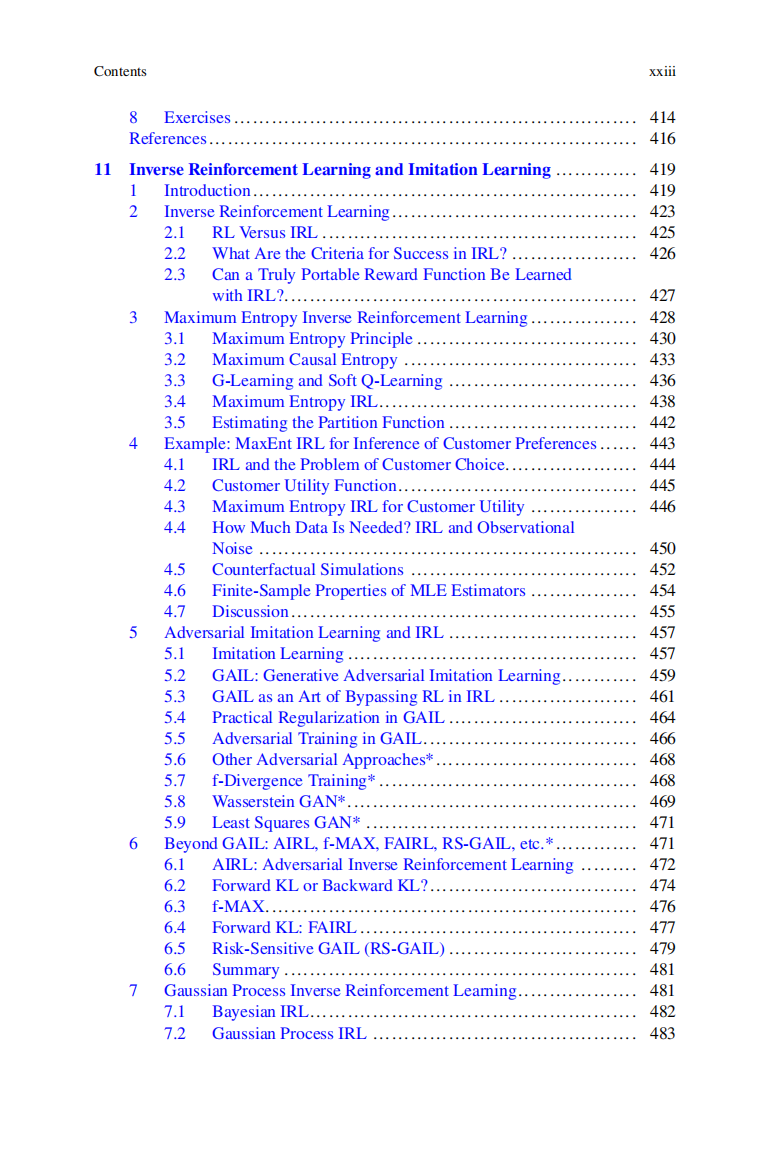 Contents xxiii
8 Exercises ................................................................. 414
References.................................................................... 416
11 Inverse Reinforcement Learning and Imitation Learning ............. 419
1 Introduction............................................................. 419
2 Inverse Reinforcement Learning....................................... 423
2.1 RL Versus IRL .................................................. 425
2.2 What Are the Criteria for Success in IRL? .................... 426
2.3 Can a Truly Portable Reward Function Be Learned
with IRL?........................................................ 427
3 Maximum Entropy Inverse Reinforcement Learning ................. 428
3.1 Maximum Entropy Principle ................................... 430
3.2 Maximum Causal Entropy ..................................... 433
3.3 G-Learning and Soft Q-Learning .............................. 436
3.4 Maximum Entropy IRL......................................... 438
3.5 Estimating the Partition Function .............................. 442
4 Example: MaxEnt IRL for Inference of Customer Preferences ...... 443
4.1 IRL and the Problem of Customer Choice..................... 444
4.2 Customer Utility Function...................................... 445
4.3 Maximum Entropy IRL for Customer Utility ................. 446
4.4 How Much Data Is Needed? IRL and Observational
Noise ............................................................ 450
4.5 Counterfactual Simulations .................................... 452
4.6 Finite-Sample Properties of MLE Estimators ................. 454
4.7 Discussion....................................................... 455
5 Adversarial Imitation Learning and IRL .............................. 457
5.1 Imitation Learning .............................................. 457
5.2 GAIL: Generative Adversarial Imitation Learning............ 459
5.3 GAIL as an Art of Bypassing RL in IRL ...................... 461
5.4 Practical Regularization in GAIL .............................. 464
5.5 Adversarial Training in GAIL.................................. 466
5.6 Other Adversarial Approaches* ................................ 468
5.7 f-Divergence Training* ......................................... 468
5.8 Wasserstein GAN*.............................................. 469
5.9 Least Squares GAN* ........................................... 471
6 Beyond GAIL: AIRL, f-MAX, FAIRL, RS-GAIL, etc.*............. 471
6.1 AIRL: Adversarial Inverse Reinforcement Learning ......... 472
6.2 Forward KL or Backward KL?................................. 474
6.3 f-MAX........................................................... 476
6.4 Forward KL: FAIRL ............................................ 477
6.5 Risk-Sensitive GAIL (RS-GAIL) .............................. 479
6.6 Summary ........................................................ 481
7 Gaussian Process Inverse Reinforcement Learning................... 481
7.1 Bayesian IRL.................................................... 482
7.2 Gaussian Process IRL .......................................... 483